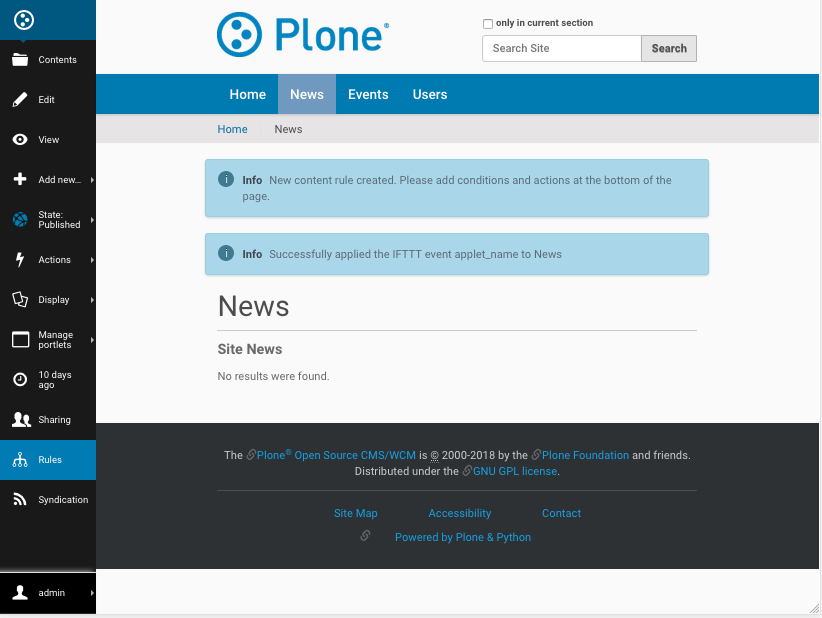 Contents
Edit
View
Add new...
State:
Published
Actions
Display
Manage
portlets
10 days
ago
Sharing
Rules
Syndication
admin
Plone®
only in current section
Search Site
Search
Home
News
Events
Users
Home
News
Info New content rule created. Please add conditions and actions at the bottom of the
page.
Info Successfully applied the IFTTT event applet_name to News
News
Site News
No results were found.
The Plone® Open Source CMS/WCM is © 2000-2018 by the Plone Foundation and friends.
Distributed under the GNU GPL license.
Site Map
Accessibility
Contact
Powered by Plone & Python